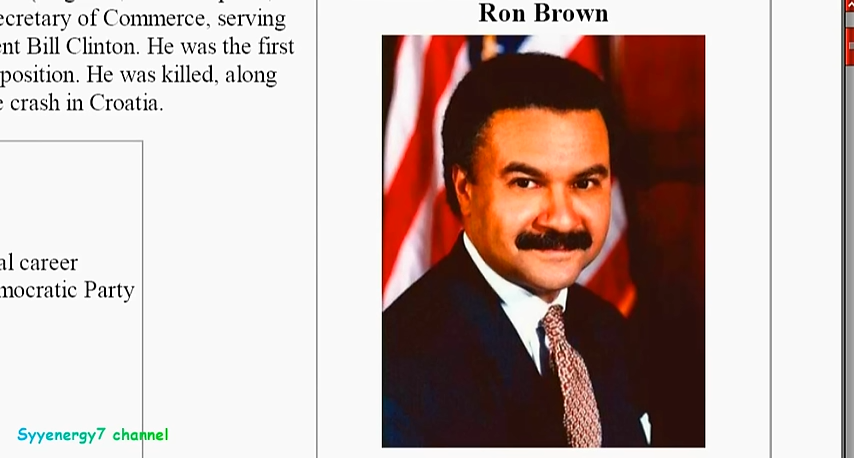 ecretary of Commerce, serving
nt Bill Clinton. He was the first
position. He was killed, along
crash in Croatia.
al career
mocratic Party
Ron Brown
Syyenergy7 channel